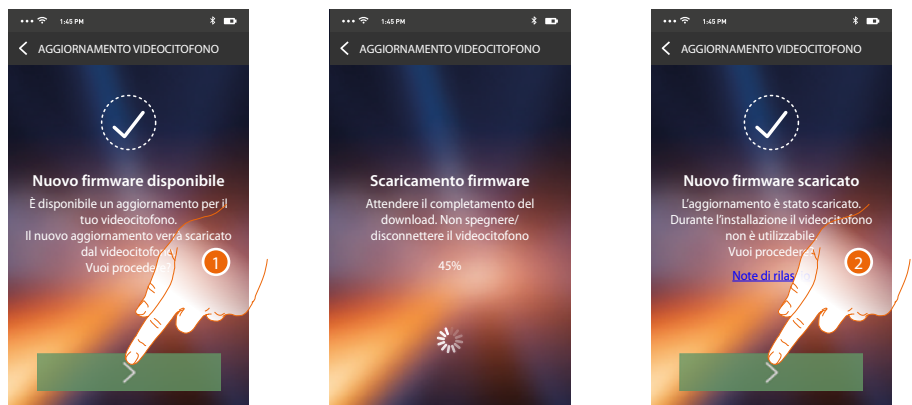 1:45 PM
AGGIORNAMENTO VIDEOCITOFONO
Nuovo firmware disponibile
È disponibile un aggiornamento per il
tuo videocitofono.
Il nuovo aggiornamento verrà scaricato
dal videocitofono
Vuoi procedere?
1
1:45 PM
AGGIORNAMENTO VIDEOCITOFONO
Scaricamento firmware
Attendere il completamento del
download. Non spegnere/
disconnettere il videocitofono
45%
1:45 PM
AGGIORNAMENTO VIDEOCITOFONO
Nuovo firmware scaricato
L'aggiornamento è stato scaricato.
Durante l'installazione il videocitofono
non è utilizzabile
Vuoi procedere?
2
Note di